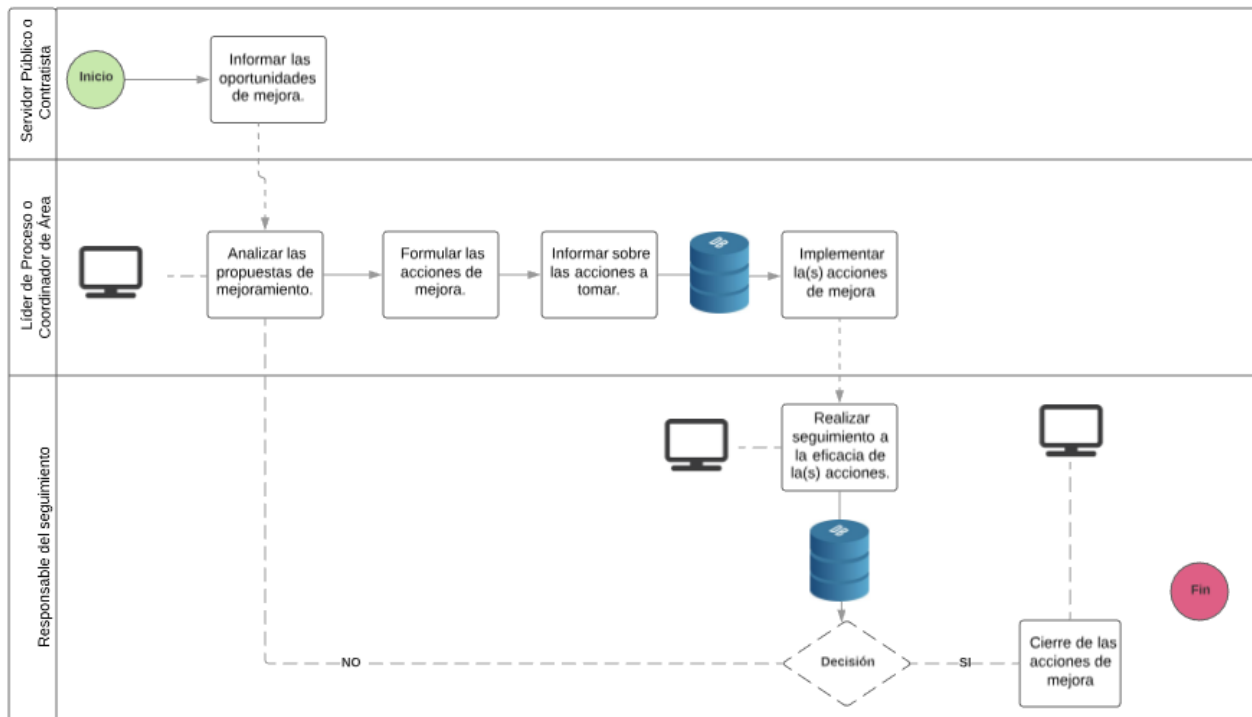 Servidor Público o
Contratista
Inicio
Informar las
oportunidades
de mejora.
Líder de Proceso o
Coordinador de Área
Analizar las
propuestas de
mejoramiento.
Formular las
acciones de
mejora.
Informar sobre
las acciones a
tomar.
DB
Implementar
la(s) acciones
de mejora
Responsable del seguimiento
Realizar
seguimiento a
la eficacia de
la(s) acciones.
DB
Fin
NO
Decisión
SI
Cierre de las
acciones de
mejora